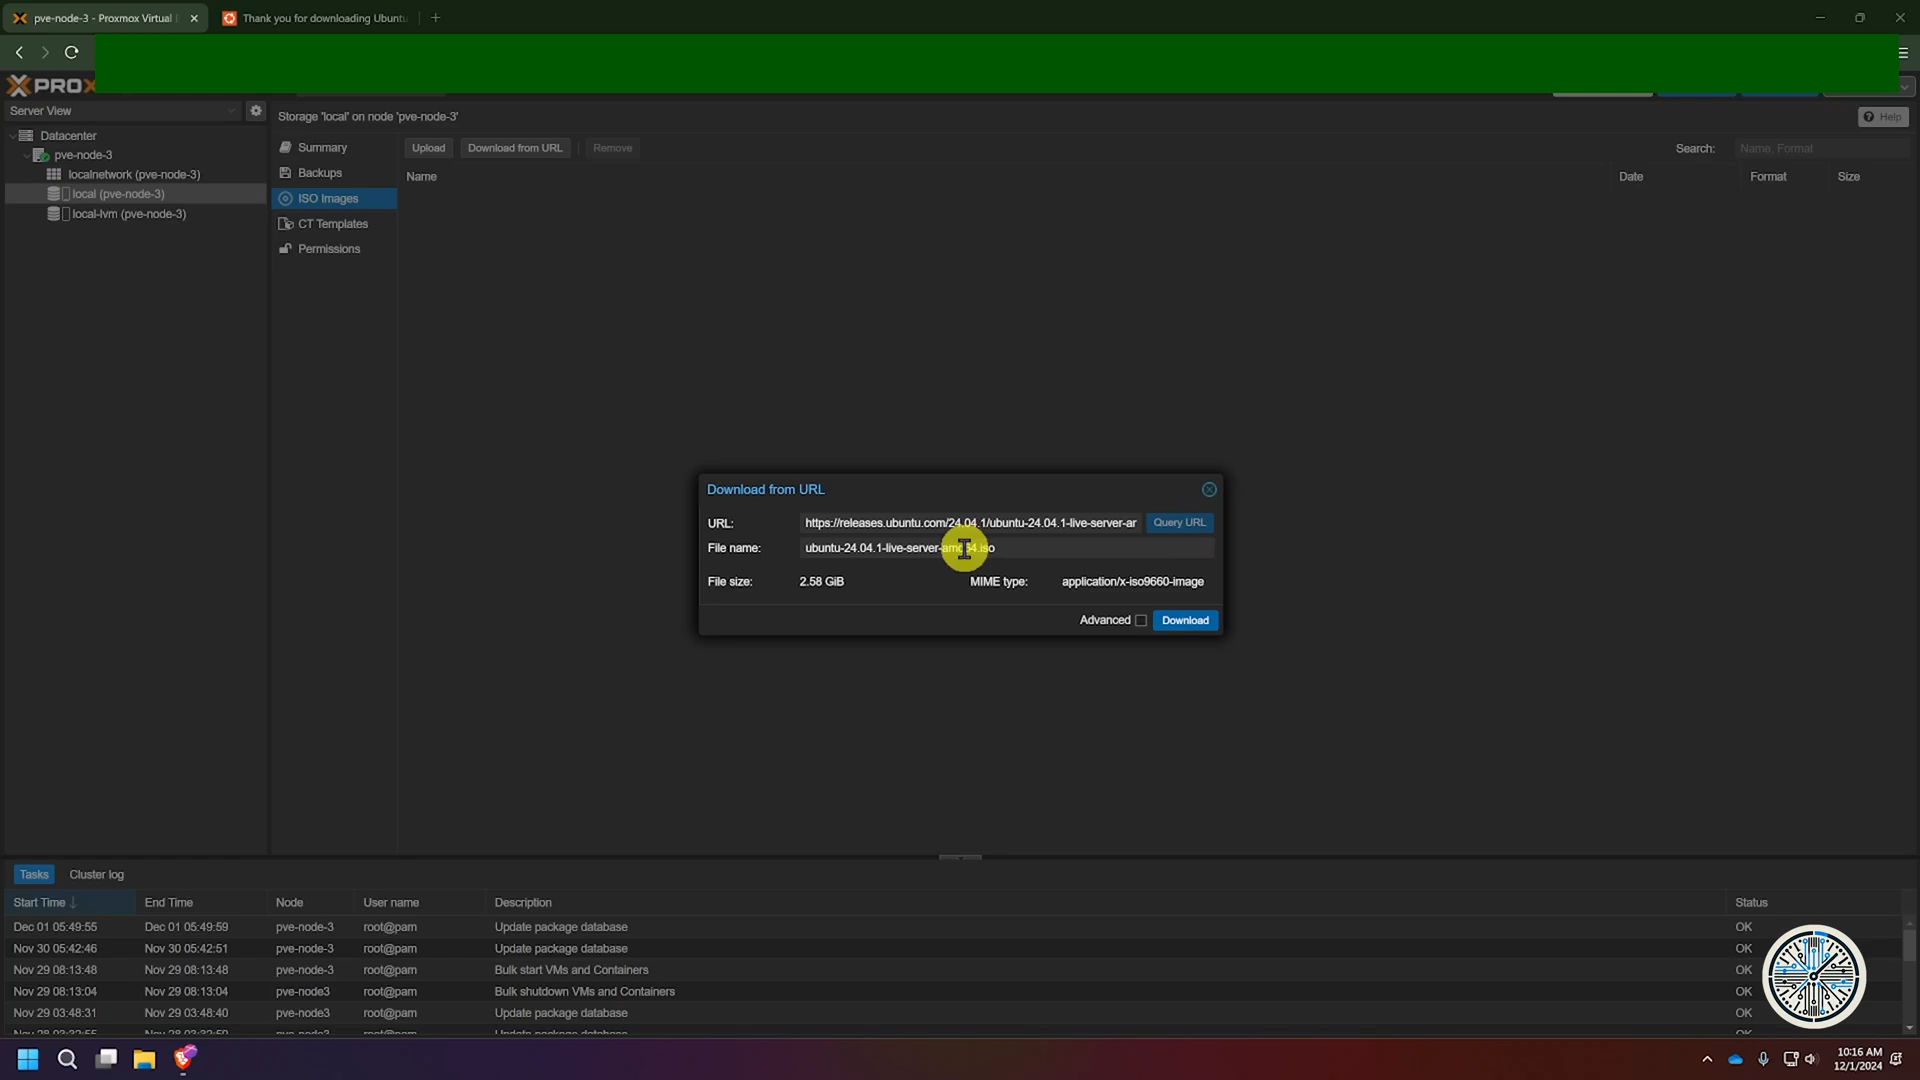 pve-node-3 - Proxmox Virtual
Thank you for downloading Ubuntu
PROX
Server View
Storage 'local' on node 'pve-node-3'
Help
Datacenter
pve-node-3
localnetwork (pve-node-3)
local (pve-node-3)
local-lvm (pve-node-3)
Summary
Backups
ISO Images
CT Templates
Permissions
Upload
Download from URL
Remove
Search:
Name, Format
Name
Date
Format
Size
Download from URL
URL:
https://releases.ubuntu.com/24.04.1/ubuntu-24.04.1-live-server-ar
Query URL
File name:
ubuntu-24.04.1-live-server-amd64.iso
File size:
2.58 GiB
MIME type:
application/x-iso9660-image
Advanced
Download
Tasks
Cluster log
Start Time
End Time
Node
User name
Description
Status
Dec 01 05:49:55
Dec 01 05:49:59
pve-node-3
root@pam
Update package database
OK
Nov 30 05:42:46
Nov 30 05:42:51
pve-node-3
root@pam
Update package database
OK
Nov 29 08:13:48
Nov 29 08:13:48
pve-node-3
root@pam
Bulk start VMs and Containers
OK
Nov 29 08:13:04
Nov 29 08:13:04
pve-node3
root@pam
Bulk shutdown VMs and Containers
OK
Nov 29 03:48:31
Nov 29 03:48:40
pve-node3
root@pam
Update package database
OK
10:16 AM
12/1/2024